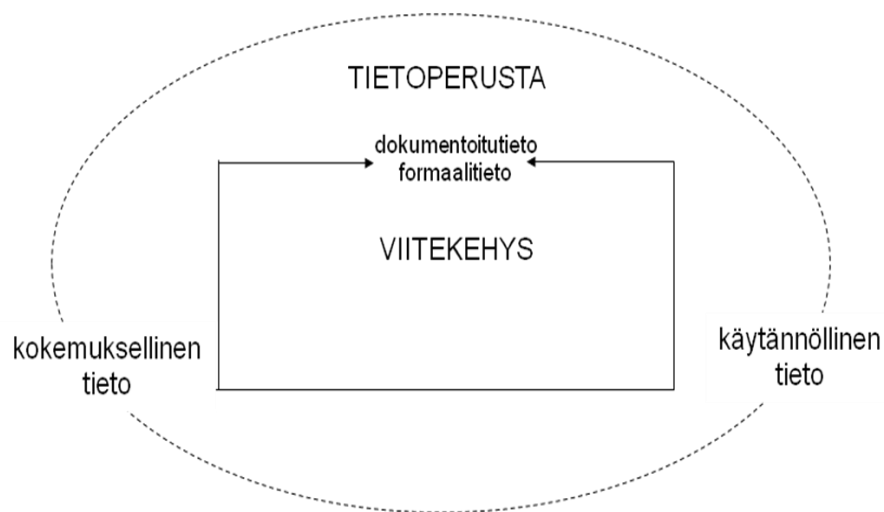 TIETOPERUSTA
dokumentoitutieto
formaalitieto
VIITEKEHYS
kokemuksellinen
tieto
käytännöllinen
tieto